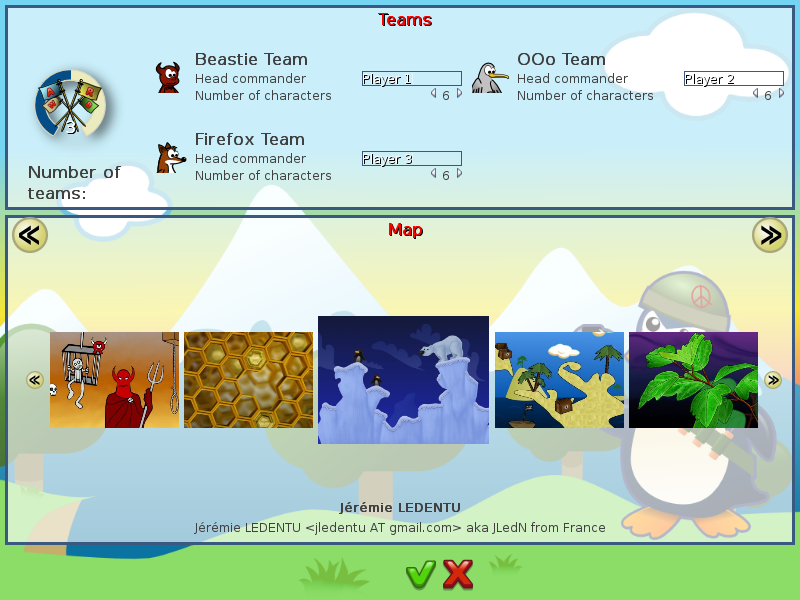 Teams
Beastie Team
Head commander
Player 1
Number of characters
6
OOo Team
Head commander
Player 2
Number of characters
6
3
Number of
teams:
Firefox Team
Head commander
Player 3
Number of characters
6
Map
Jérémie LEDENTU
Jérémie LEDENTU <jledentu AT gmail.com> aka JLedN from France